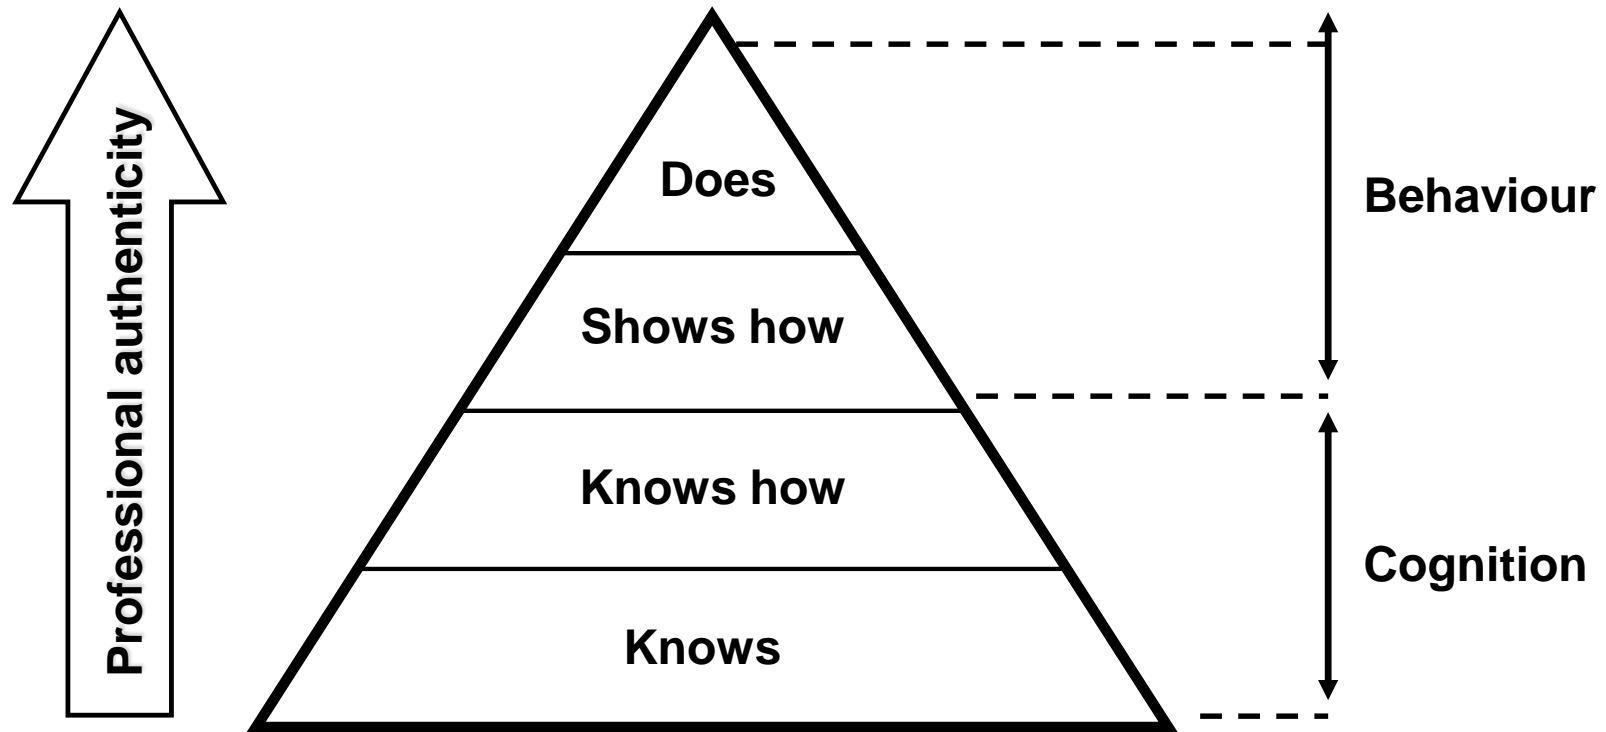 Professional authenticity
Does
Shows how
Knows how
Knows
Behaviour
Cognition